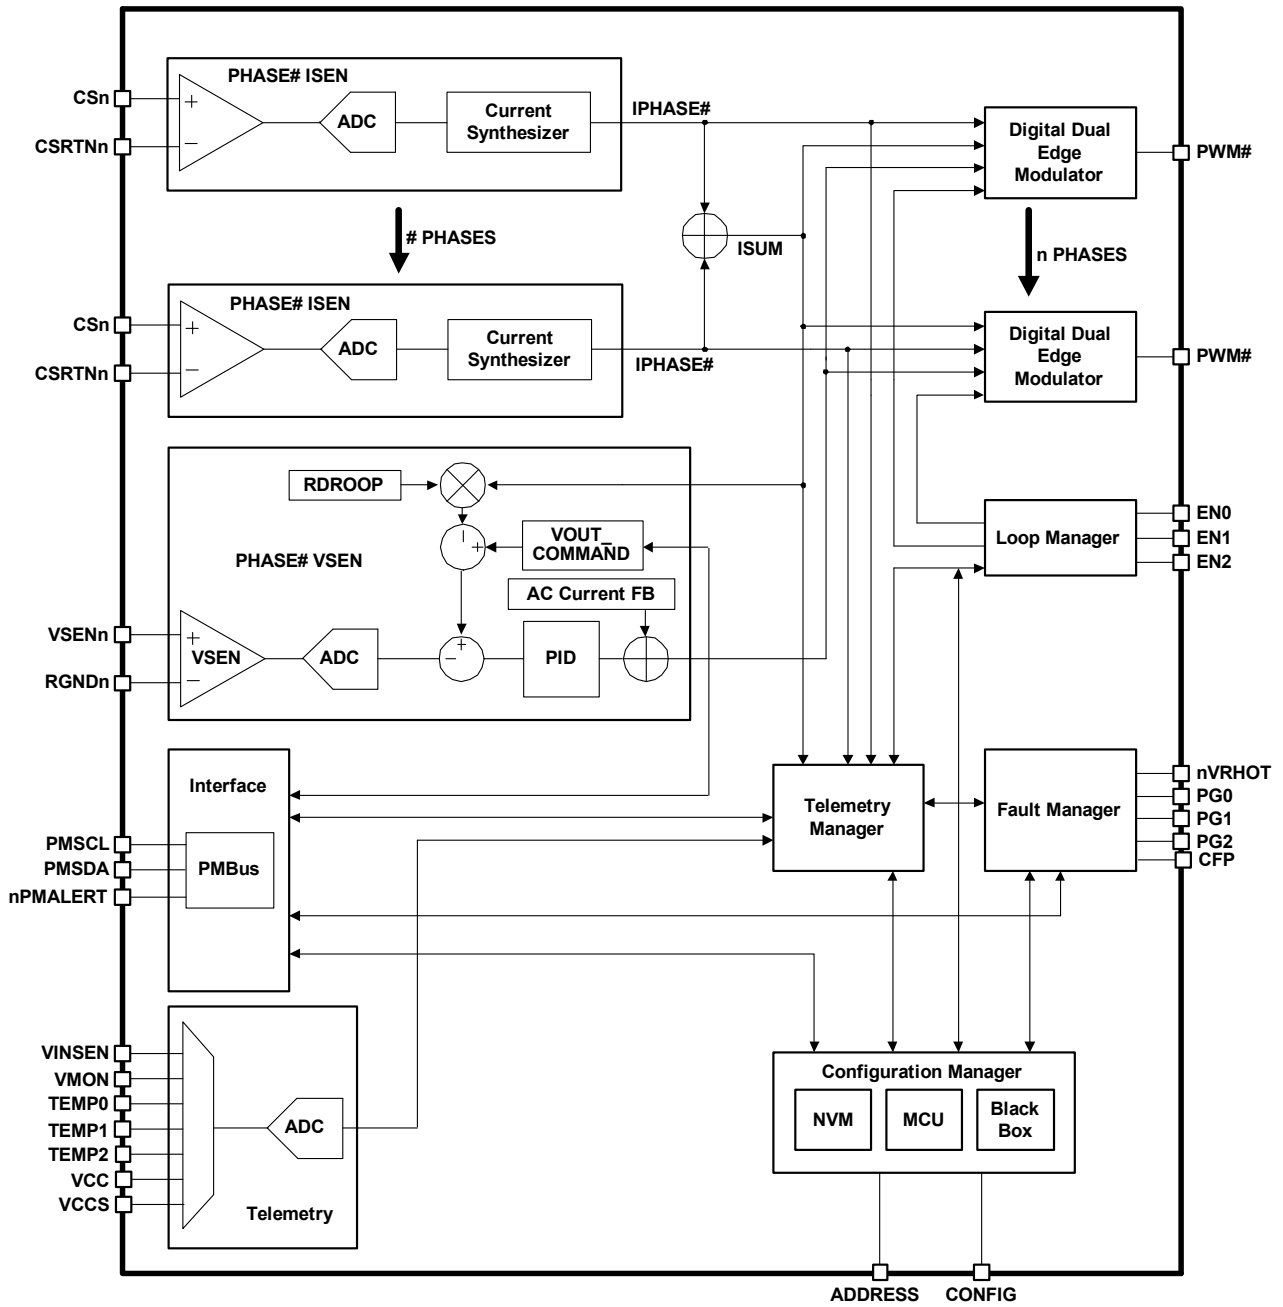 PHASE# ISEN
CSn
CSRTNn
+
−
ADC
Current
Synthesizer
IPHASE#
Digital Dual
Edge
Modulator
PWM#
# PHASES
ISUM
n PHASES
PHASE# ISEN
CSn
CSRTNn
+
−
ADC
Current
Synthesizer
IPHASE#
Digital Dual
Edge
Modulator
PWM#
RDROOP
VOUT_
COMMAND
−
+
PHASE# VSEN
AC Current FB
VSENn
RGNDn
+
VSEN
−
ADC
+
−
PID
Loop Manager
EN0
EN1
EN2
Interface
PMBus
PMSCL
PMSDA
nPMALERT
Telemetry
Manager
Fault Manager
nVRHOT
PG0
PG1
PG2
CFP
VINSEN
VMON
TEMP0
TEMP1
TEMP2
VCC
VCCS
ADC
Telemetry
Configuration Manager
NVM
MCU
Black
Box
ADDRESS
CONFIG